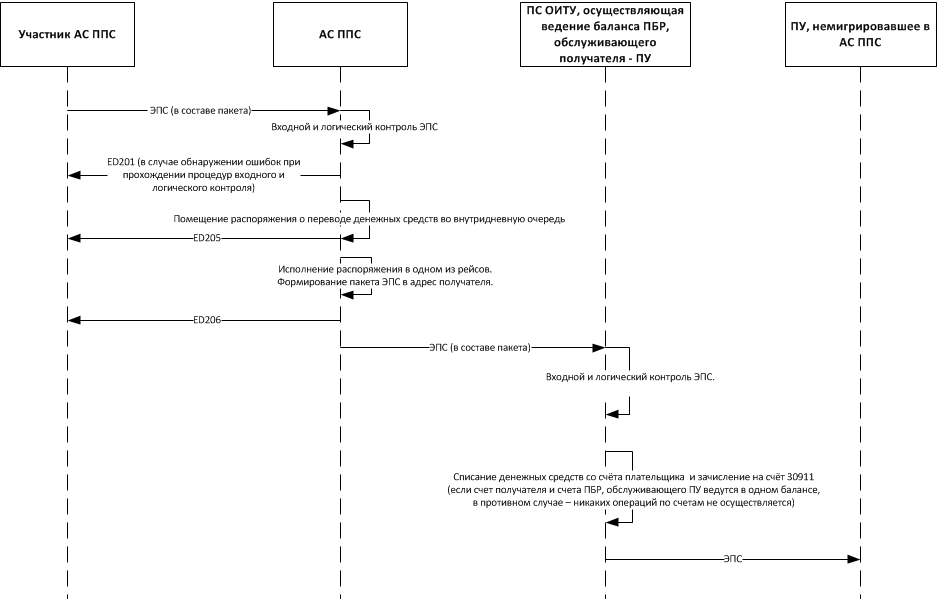 Участник АС ППС
АС ППС
ПС ОИТУ, осуществляющая
ведение баланса ПБР,
обслуживающего
получателя - ПУ
ПУ, немигрировавшее в
АС ППС
ЭПС (в составе пакета)
Входной и логический контроль ЭПС
ED201 (в случае обнаружении ошибок при
прохождении процедур входного и
логического контроля)
Помещение распоряжения о переводе денежных средств во внутридневную очередь
ED205
Исполнение распоряжения в одном из рейсов.
Формирование пакета ЭПС в адрес получателя.
ED206
ЭПС (в составе пакета)
Входной и логический контроль ЭПС.
Списание денежных средств со счёта плательщика и зачисление на счёт 30911
(если счет получателя и счета ПБР, обслуживающего ПУ ведутся в одном балансе,
в противном случае – никаких операций по счетам не осуществляется)
ЭПС